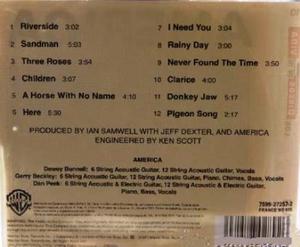 1 Riverside 3:02
2 Sandman 5:03
3 Three Roses 3:54
4 Children 3:07
5 A Horse With No Name 4:10
6 Here 5:30
7 I Need You 3:04
8 Rainy Day 3:00
9 Never Found The Time 3:50
10 Clarice 4:00
11 Donkey Jaw 5:17
12 Pigeon Song 2:17
PRODUCED BY IAN SAMWELL WITH JEFF DEXTER, AND AMERICA
ENGINEERED BY KEN SCOTT
AMERICA
Dewey Bunnell: 6 String Acoustic Guitar, 12 String Acoustic Guitar, Vocals
Gerry Beckley: 6 String Acoustic Guitar, 12 String Acoustic Guitar, Piano, Chimes, Bass, Vocals
Dan Peek: 6 String Acoustic & Electric Guitar, 12 String Acoustic & Electric Guitar,
Piano, Bass, Vocals
7599-27257-2